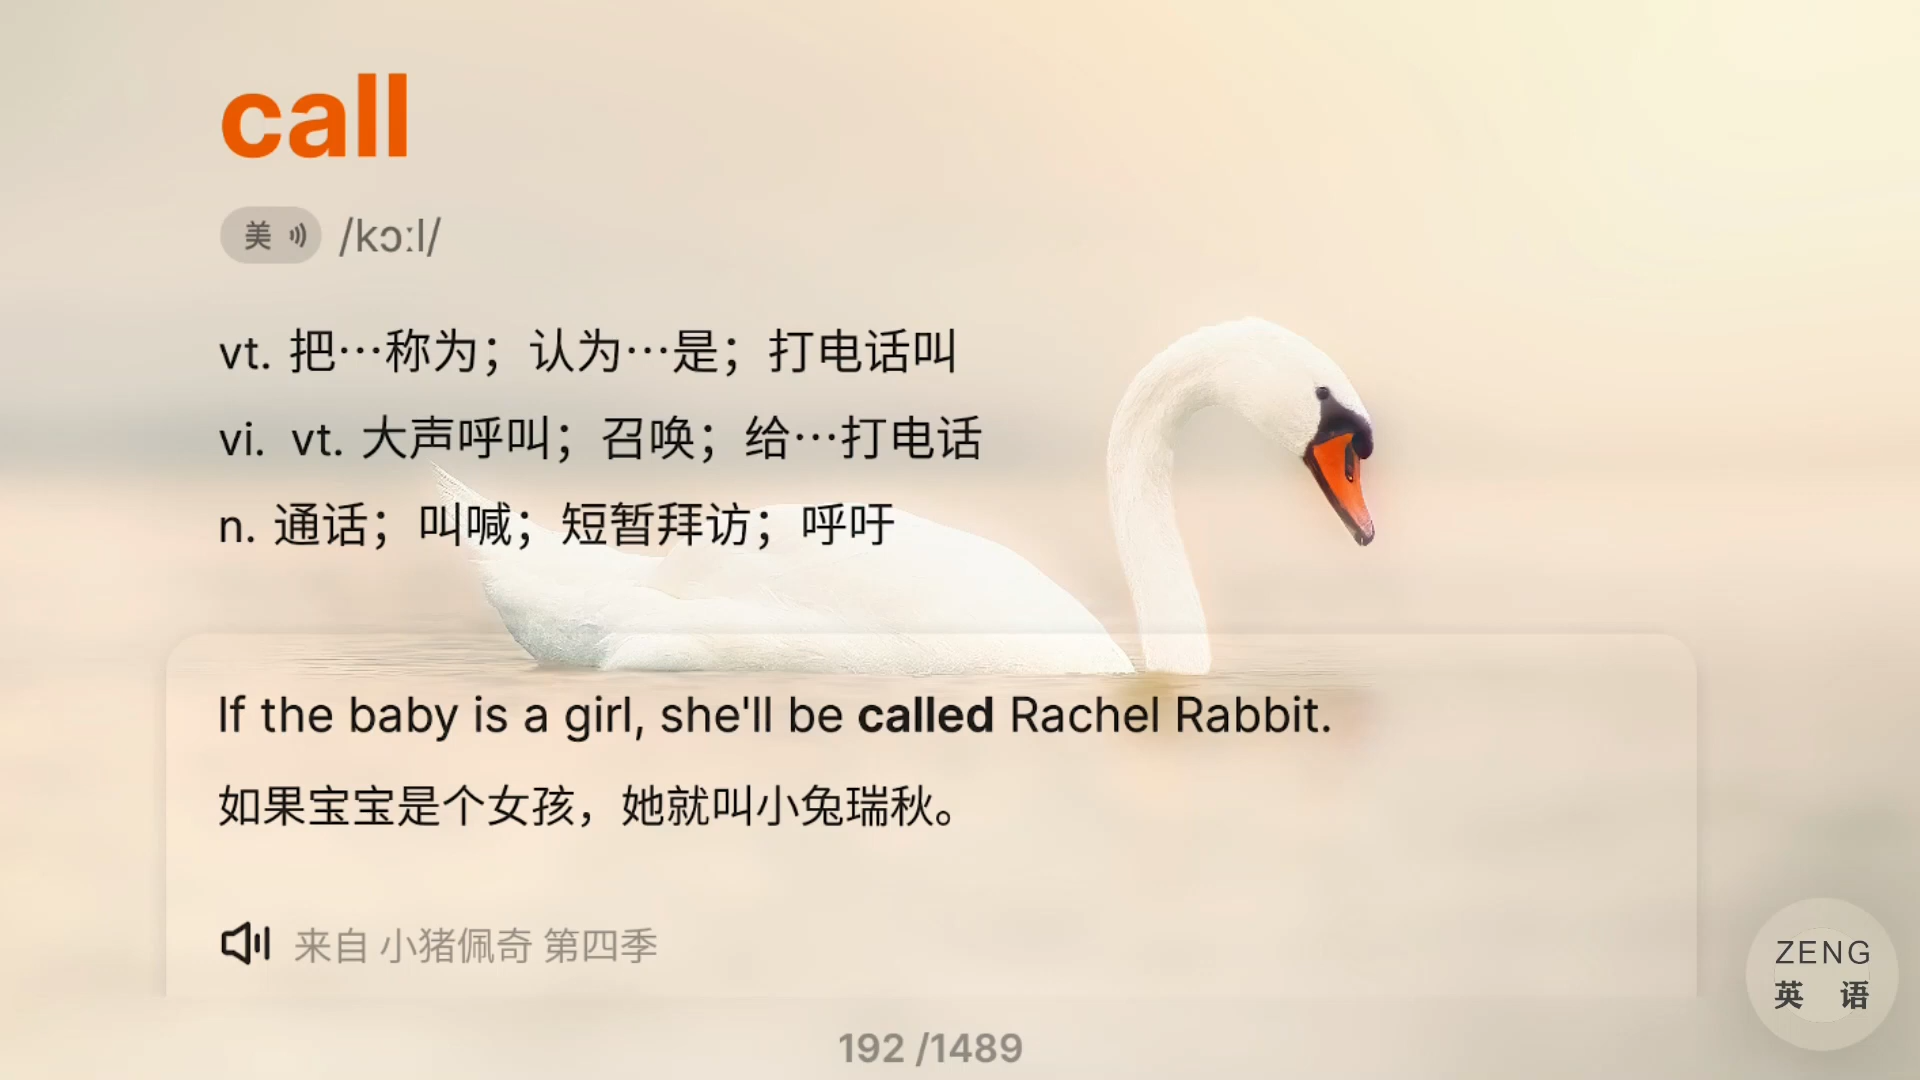 call
美 /kɔːl/
vt. 把…称为；认为…是；打电话叫
vi. vt. 大声呼叫；召唤；给…打电话
n. 通话；叫喊；短暂拜访；呼吁
If the baby is a girl, she'll be called Rachel Rabbit.
如果宝宝是个女孩，她就叫小兔瑞秋。
来自 小猪佩奇 第四季
ZENG
英 语
192 /1489